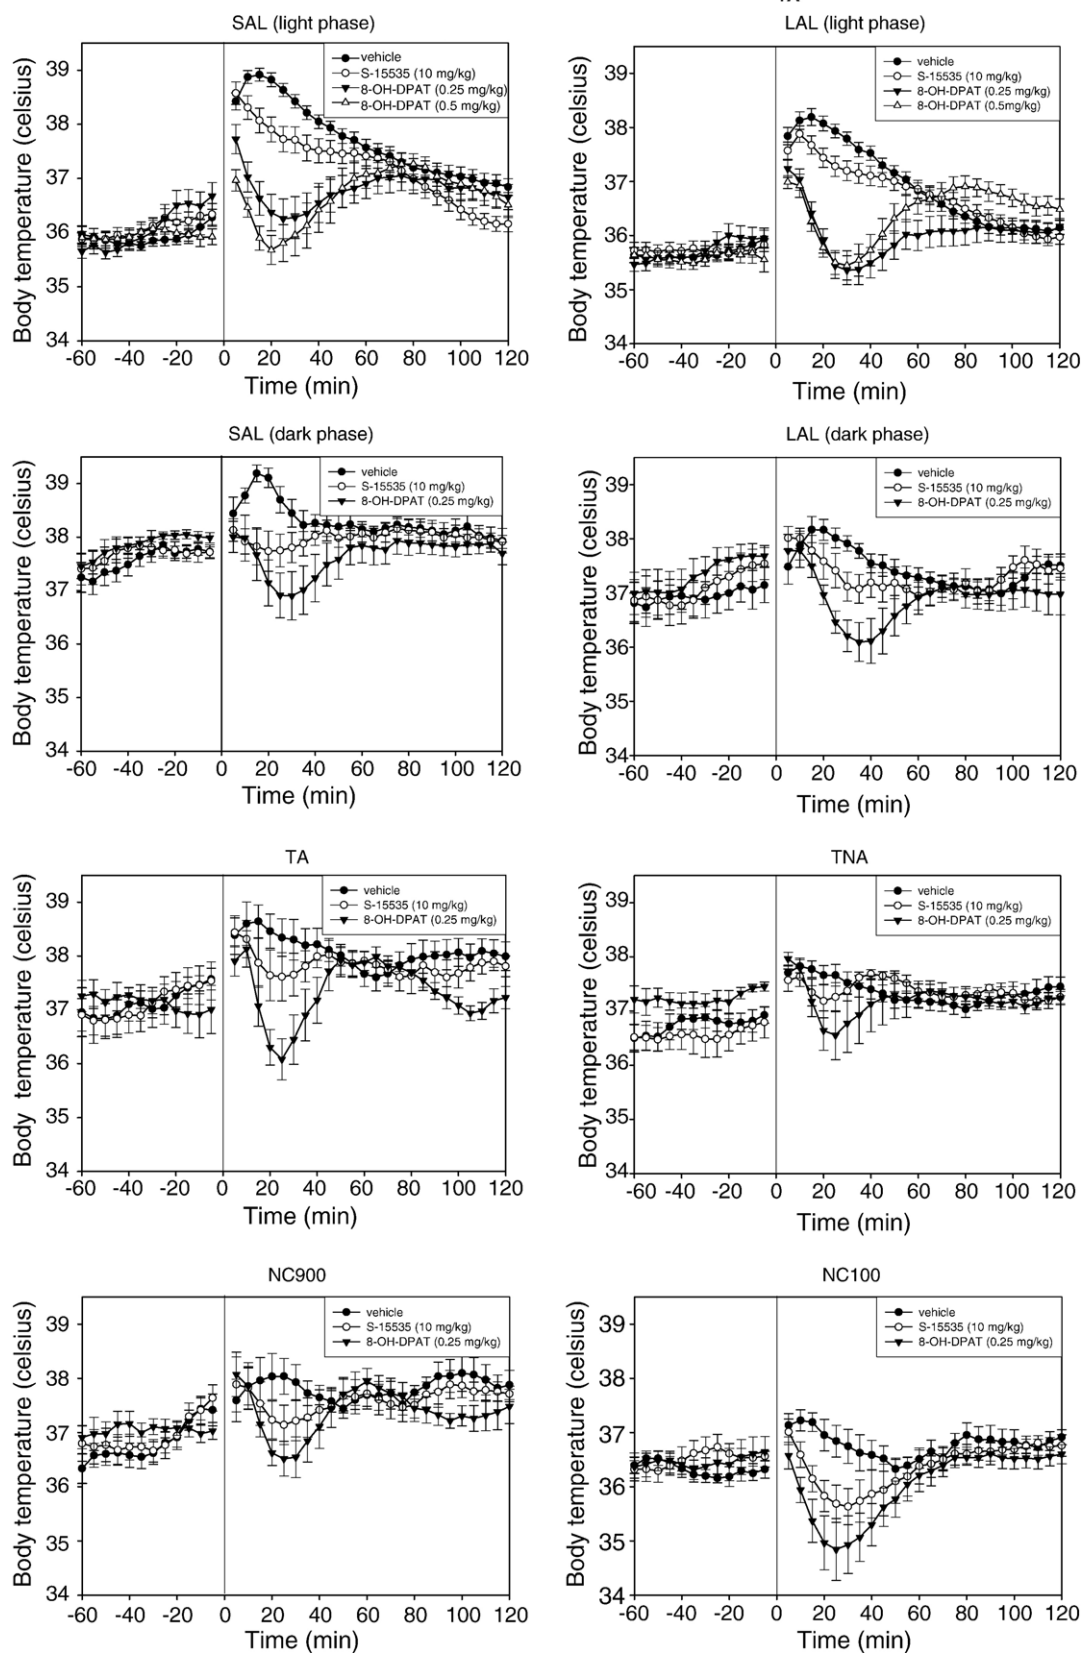 SAL (light phase)
Body temperature (celsius)
39
38
37
36
35
34
vehicle
S-15535 (10 mg/kg)
8-OH-DPAT (0.25 mg/kg)
8-OH-DPAT (0.5 mg/kg)
-60 -40 -20 0 20 40 60 80 100 120
Time (min)
LAL (light phase)
Body temperature (celsius)
39
38
37
36
35
34
vehicle
S-15535 (10 mg/kg)
8-OH-DPAT (0.25 mg/kg)
8-OH-DPAT (0.5mg/kg)
-60 -40 -20 0 20 40 60 80 100 120
Time (min)
SAL (dark phase)
Body temperature (celsius)
39
38
37
36
35
34
vehicle
S-15535 (10 mg/kg)
8-OH-DPAT (0.25 mg/kg)
-60 -40 -20 0 20 40 60 80 100 120
Time (min)
LAL (dark phase)
Body temperature (celsius)
39
38
37
36
35
34
vehicle
S-15535 (10 mg/kg)
8-OH-DPAT (0.25 mg/kg)
-60 -40 -20 0 20 40 60 80 100 120
Time (min)
TA
Body temperature (celsius)
39
38
37
36
35
34
vehicle
S-15535 (10 mg/kg)
8-OH-DPAT (0.25 mg/kg)
-60 -40 -20 0 20 40 60 80 100 120
Time (min)
TNA
Body temperature (celsius)
39
38
37
36
35
34
vehicle
S-15535 (10 mg/kg)
8-OH-DPAT (0.25 mg/kg)
-60 -40 -20 0 20 40 60 80 100 120
Time (min)
NC900
Body temperature (celsius)
39
38
37
36
35
34
vehicle
S-15535 (10 mg/kg)
8-OH-DPAT (0.25 mg/kg)
-60 -40 -20 0 20 40 60 80 100 120
Time (min)
NC100
Body temperature (celsius)
39
38
37
36
35
34
vehicle
S-15535 (10 mg/kg)
8-OH-DPAT (0.25 mg/kg)
-60 -40 -20 0 20 40 60 80 100 120
Time (min)